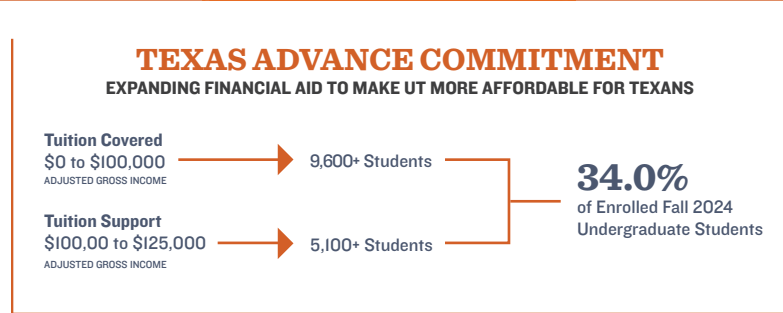 TEXAS ADVANCE COMMITMENT
EXPANDING FINANCIAL AID TO MAKE UT MORE AFFORDABLE FOR TEXANS
Tuition Covered
$0 to $100,000
ADJUSTED GROSS INCOME
9,600+ Students
Tuition Support
$100,00 to $125,000
ADJUSTED GROSS INCOME
5,100+ Students
34.0%
of Enrolled Fall 2024
Undergraduate Students